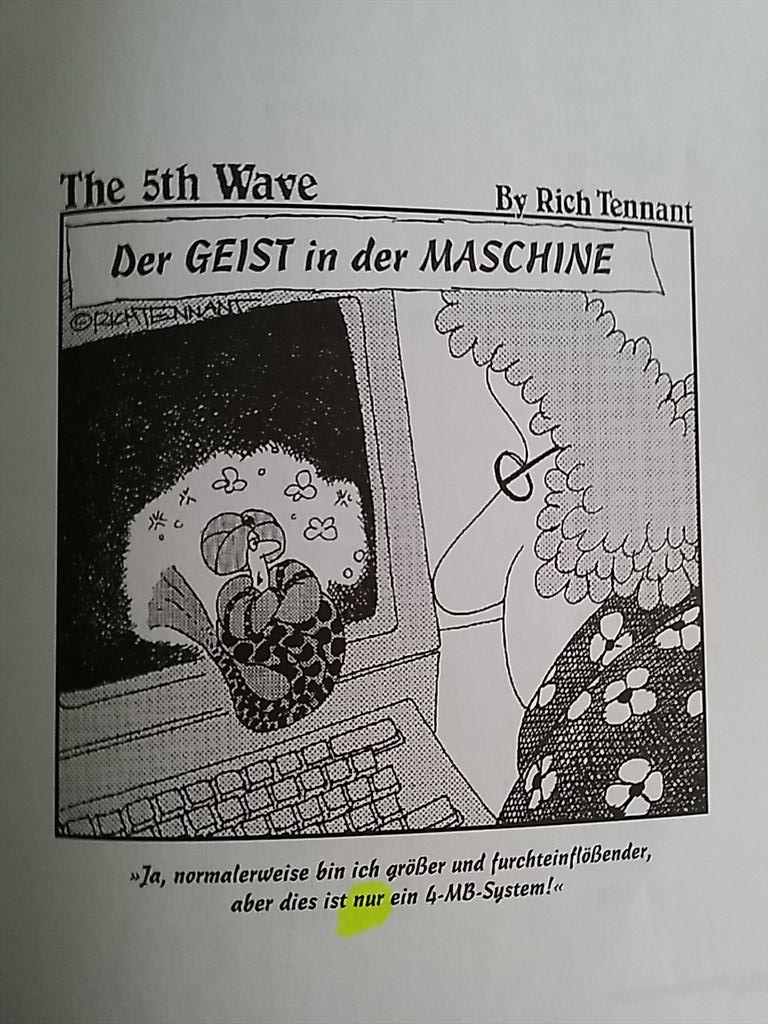 The 5th Wave
By Rich Tennant
Der GEIST in der MASCHINE
©RICHTENNANT
»Ja, normalerweise bin ich größer und furchteinflößender,
aber dies ist nur ein 4-MB-System!«